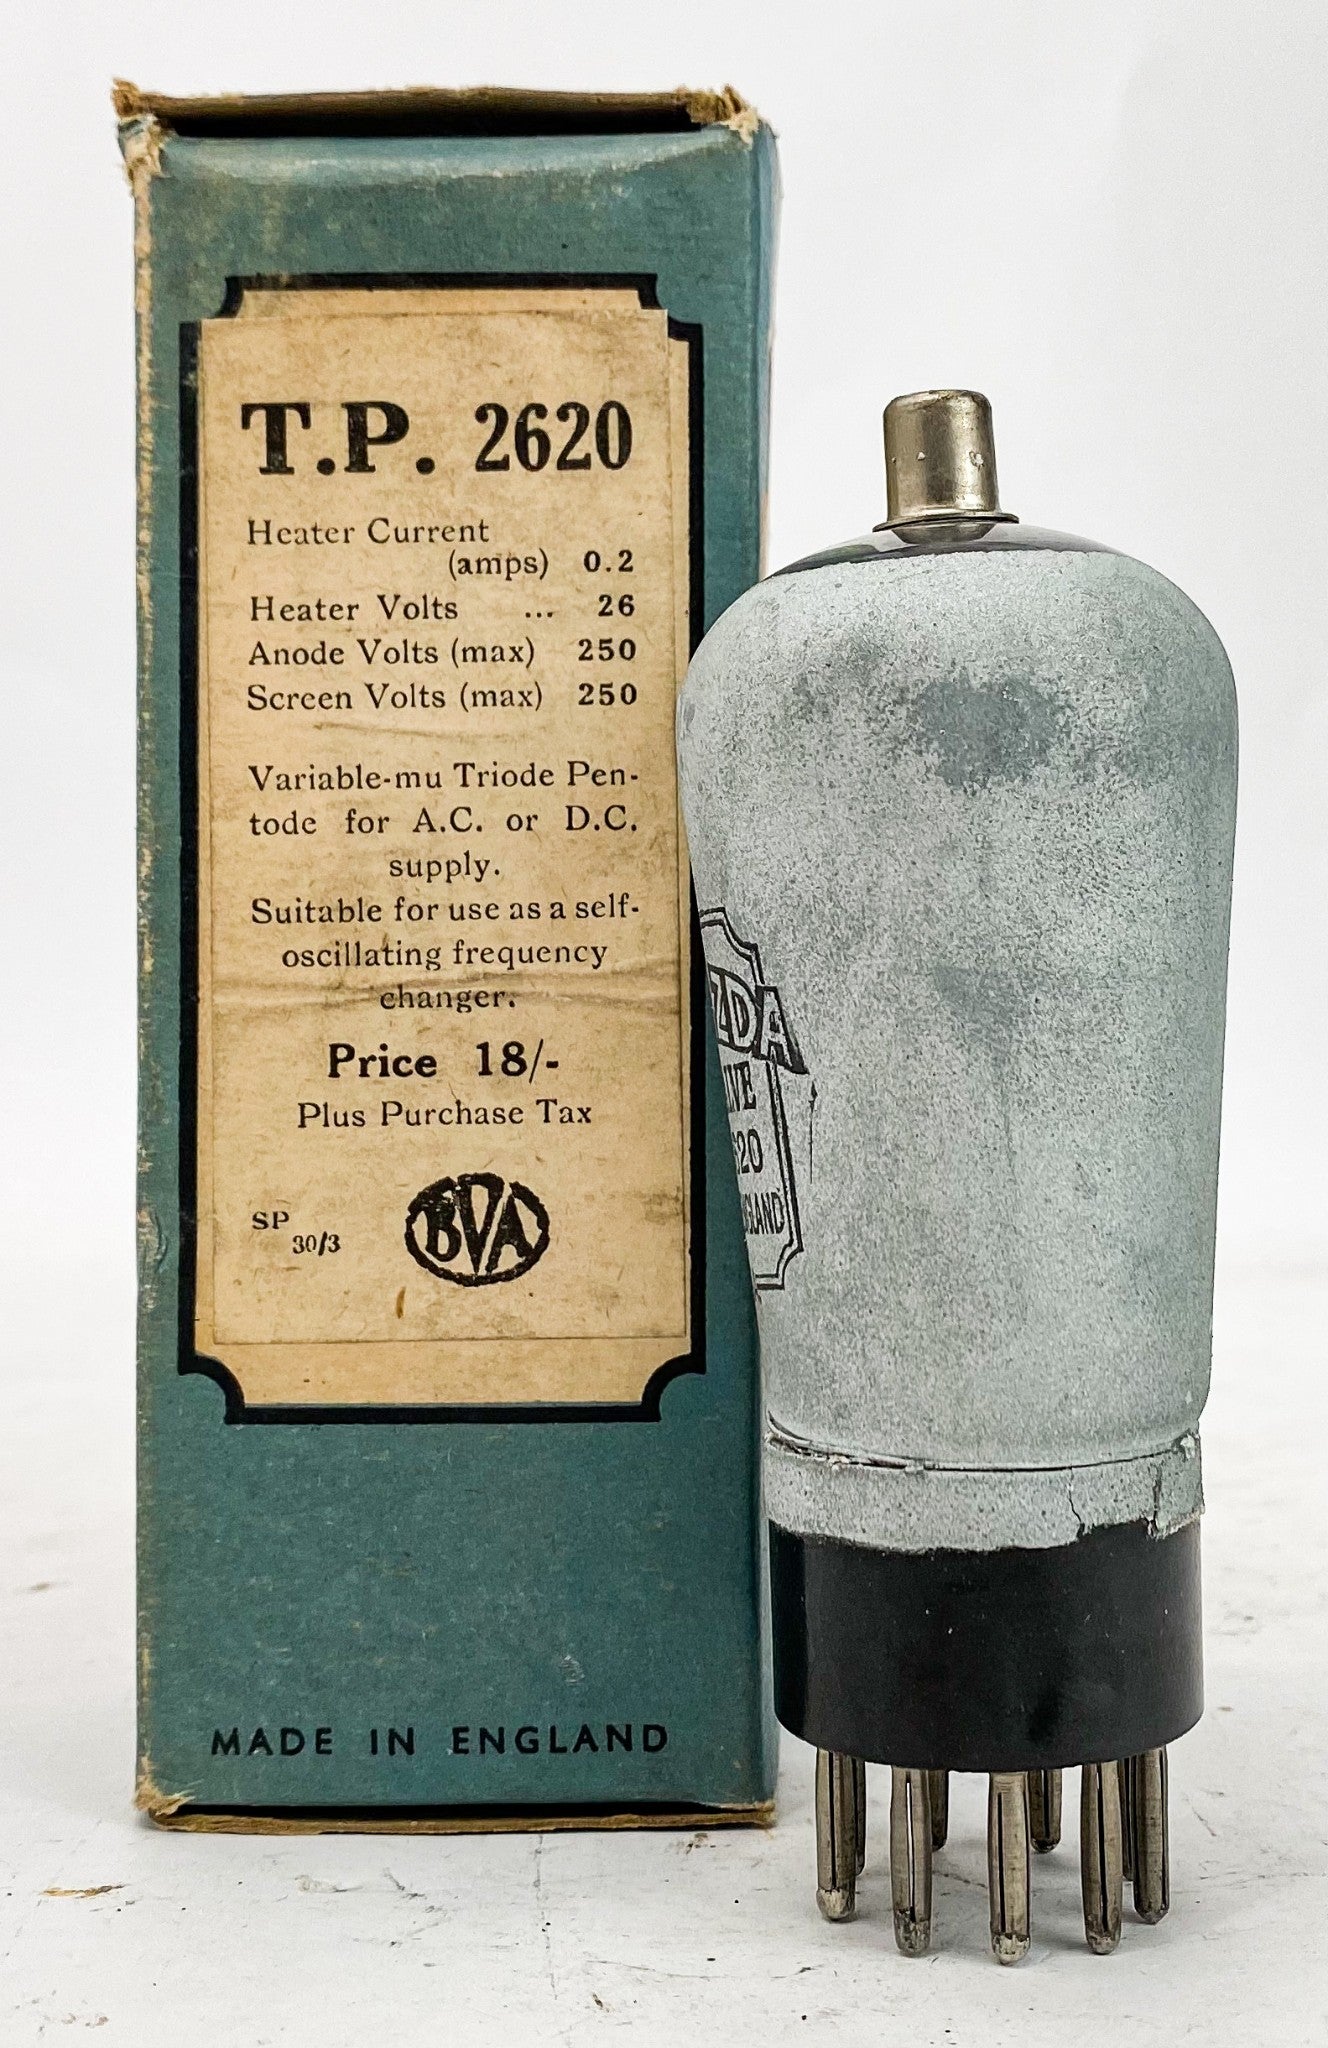 T.P. 2620
Heater Current
(amps) 0.2
Heater Volts ... 26
Anode Volts (max) 250
Screen Volts (max) 250
Variable-mu Triode Pen-
tode for A.C. or D.C.
supply.
Suitable for use as a self-
oscillating frequency
changer.
Price 18/-
Plus Purchase Tax
SP 30/3
BVA
MADE IN ENGLAND